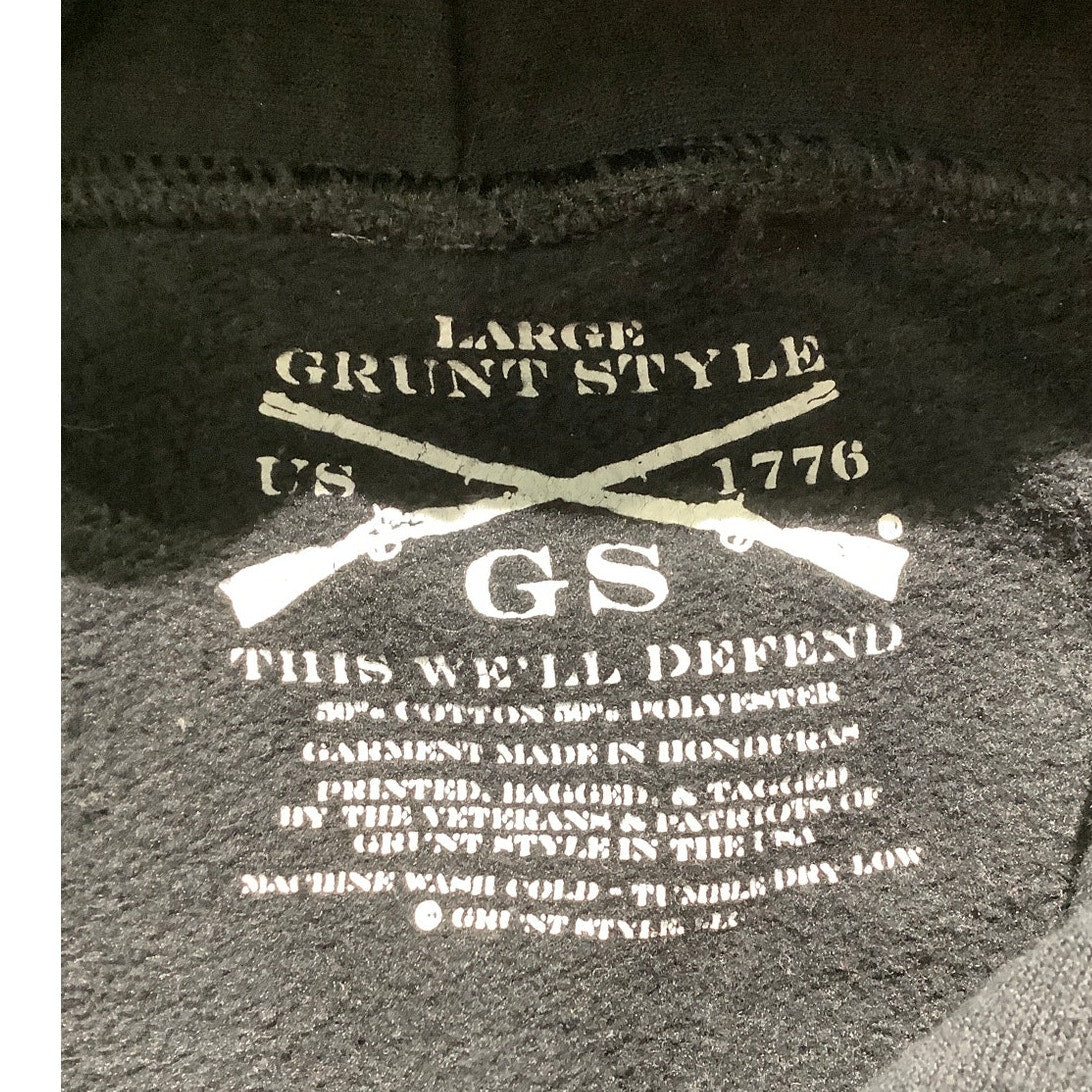 LARGE
GRUNT STYLE
US 1776
®
GS
THIS WE'LL DEFEND
50% COTTON 50% POLYESTER
GARMENT MADE IN HONDURAS
PRINTED, BAGGED, & TAGGED
BY THE VETERANS & PATRIOTS OF
GRUNT STYLE IN THE USA
MACHINE WASH COLD - TUMBLE DRY LOW
© GRUNT STYLE, LLC